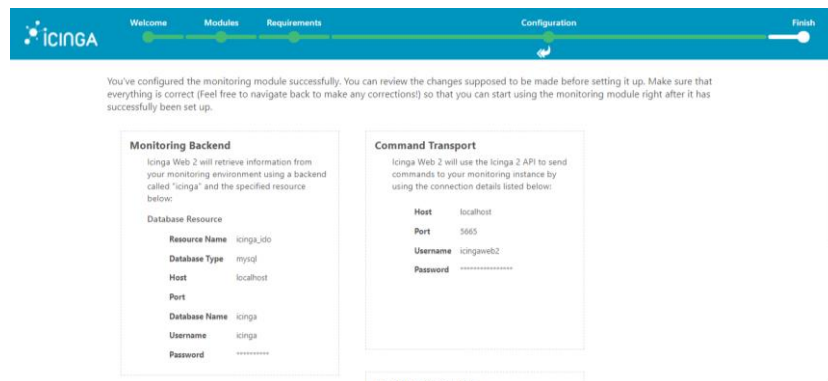 Welcome
Modules
Requirements
Configuration
Finish
ICINGA
You've configured the monitoring module successfully. You can review the changes supposed to be made before setting it up. Make sure that
everything is correct (Feel free to navigate back to make any corrections!) so that you can start using the monitoring module right after it has
successfully been set up.
Monitoring Backend
Icinga Web 2 will retrieve information from
your monitoring environment using a backend
called "icinga" and the specified resource
below:
Database Resource
Resource Name icinga_ido
Database Type mysql
Host localhost
Port
Database Name icinga
Username icinga
Password **********
Command Transport
Icinga Web 2 will use the Icinga 2 API to send
commands to your monitoring instance by
using the connection details listed below:
Host localhost
Port 5665
Username icingaweb2
Password ****************